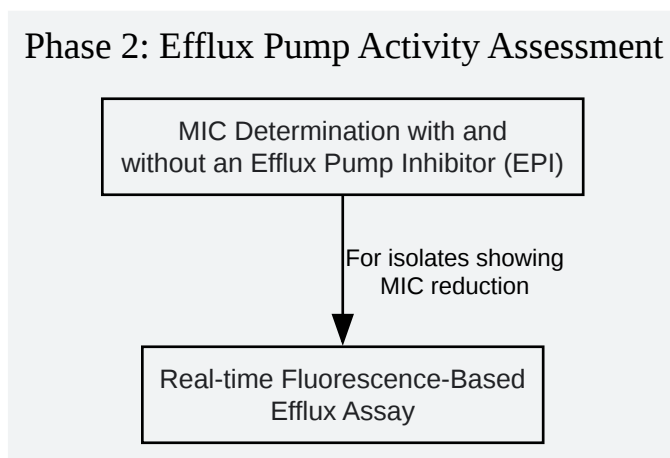 Phase 2: Efflux Pump Activity Assessment
MIC Determination with and
without an Efflux Pump Inhibitor (EPI)
For isolates showing
MIC reduction
Real-time Fluorescence-Based
Efflux Assay